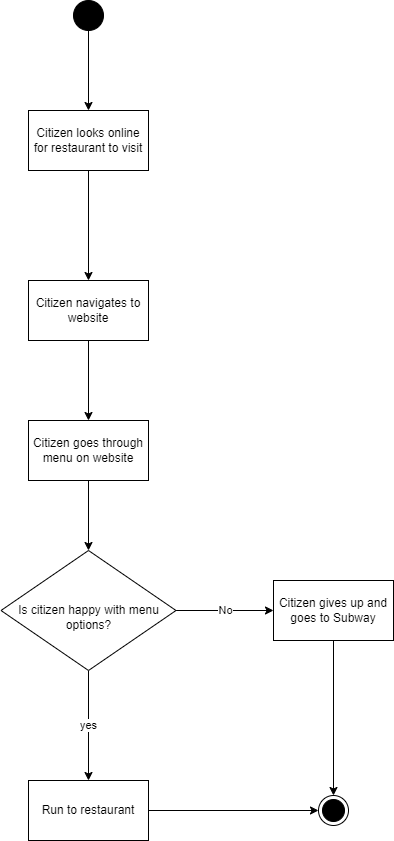 Citizen looks online
for restaurant to visit
Citizen navigates to
website
Citizen goes through
menu on website
Is citizen happy with menu
options?
No
Citizen gives up and
goes to Subway
yes
Run to restaurant